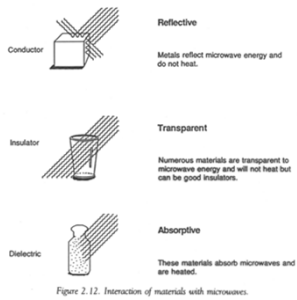 Reflective
Conductor
Metals reflect microwave energy and
do not heat.
Transparent
Insulator
Numerous materials are transparent to
microwave energy and will not heat but
can be good insulators.
Absorptive
Dielectric
These materials absorb microwaves and
are heated.
Figure 2.12. Interaction of materials with microwaves.